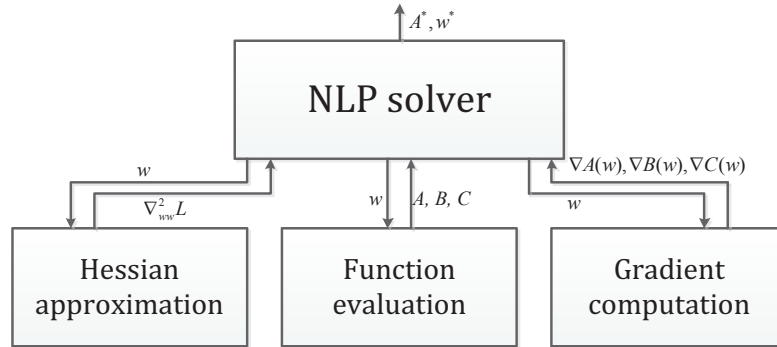 A*, w*
NLP solver
w
∇²ww L
w
A, B, C
∇A(w),∇B(w),∇C(w)
w
Hessian
approximation
Function
evaluation
Gradient
computation